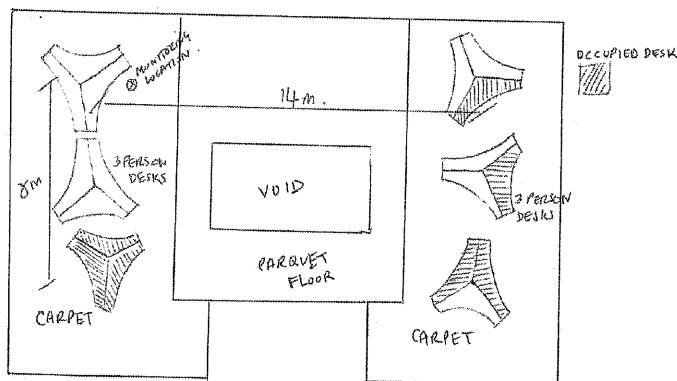 OCCUPIED DESK
⊗ MONITORING
LOCATION
14m.
3 PERSON
DESKS
8m
VOID
3 PERSON
DESKS
PARQUET
FLOOR
CARPET
CARPET